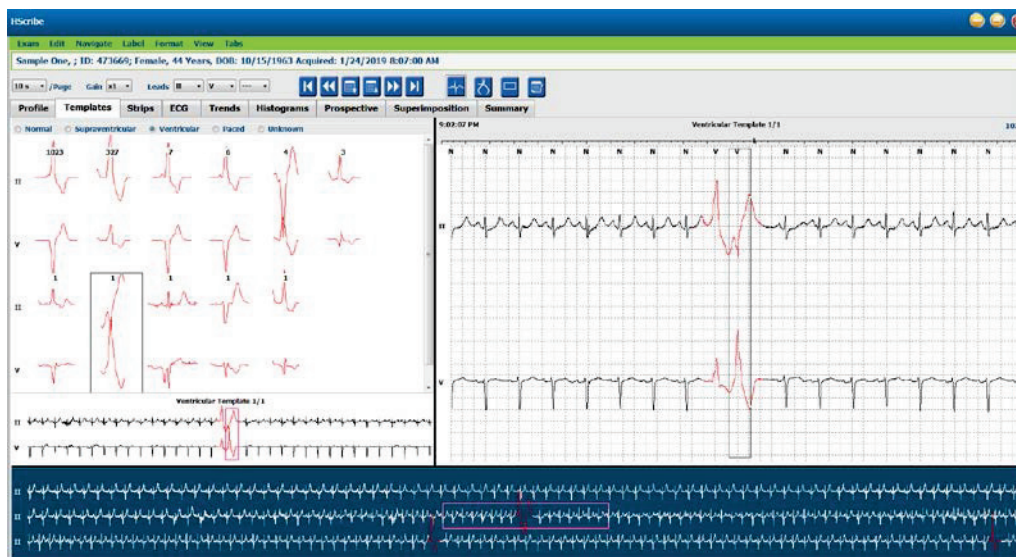 HScribe
Exam Edit Navigate Label Format View Tabs
Sample One, ; ID: 473669; Female, 44 Years, DOB: 10/15/1963 Acquired: 1/24/2019 8:07:00 AM
10 s /Page Gain x1 Leads II V ---
Profile Templates Strips ECG Trends Histograms Prospective Superimposition Summary
Normal Supraventricular Ventricular Paced Unknown
1023 327 7 6 4 3
II
V
1 1 1 1 1
II
V
Ventricular Template 1/1
II
V
9:02:07 PM Ventricular Template 1/1
N N N N N N N N V V N N N N N N N
II
V
II
II
II